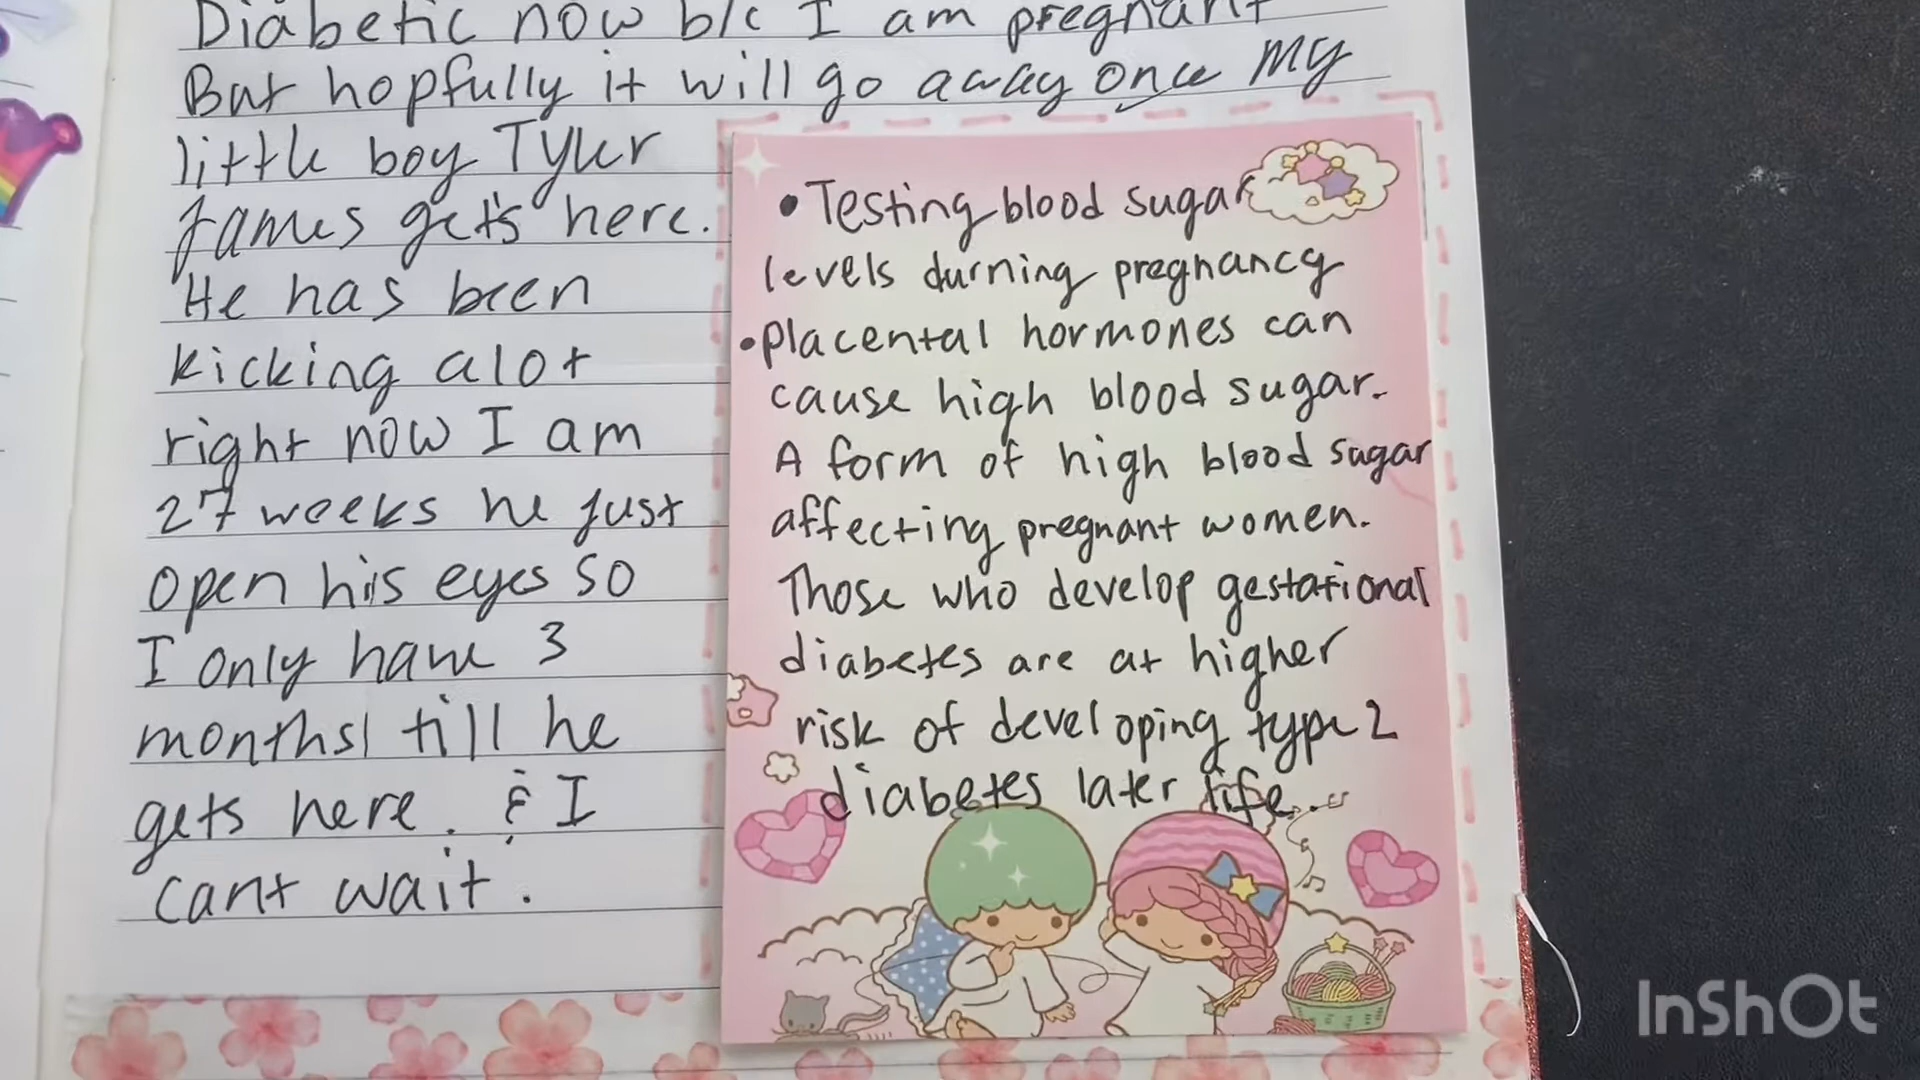 Diabetic now b/c I am pregnant
But hopfully it will go away once my
little boy Tyler
James gets here.
He has been
kicking alot
right now I am
27 weeks he just
open his eyes so
I only have 3
months till he
gets here. & I
cant wait.
• Testing blood sugar
levels durning pregnancy
• Placental hormones can
cause high blood sugar.
A form of high blood sugar
affecting pregnant women.
Those who develop gestational
diabetes are at higher
risk of developing type 2
diabetes later life.
InShOt